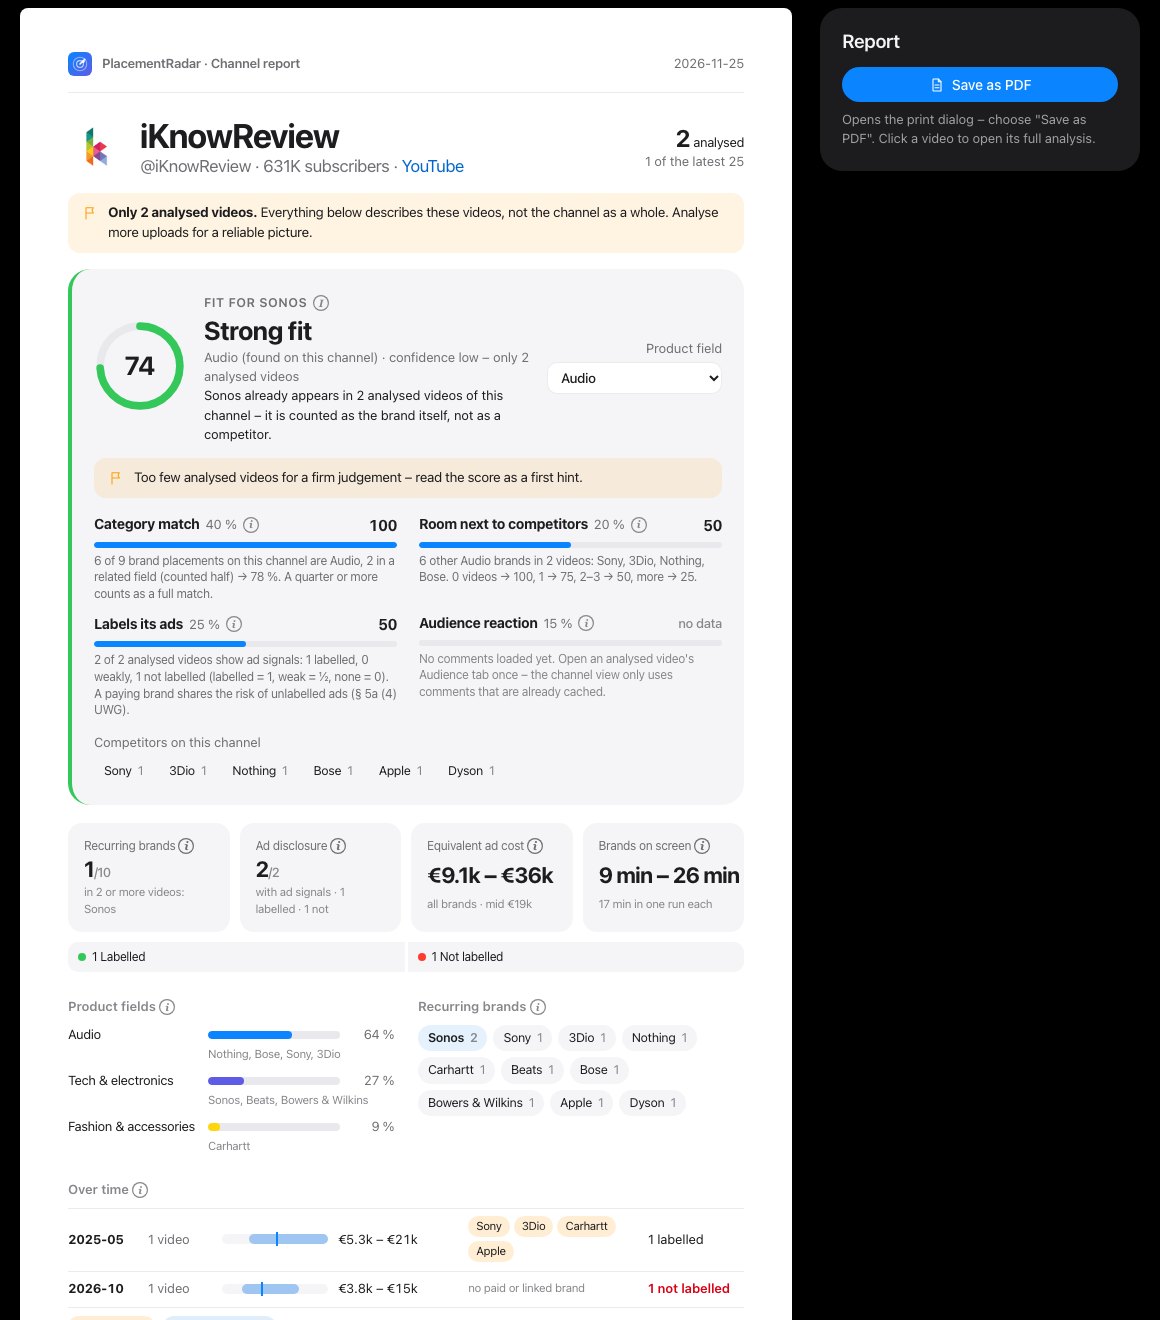 PlacementRadar · Channel report
2026-11-25
iKnowReview
@iKnowReview · 631K subscribers · YouTube
2 analysed
1 of the latest 25
Only 2 analysed videos. Everything below describes these videos, not the channel as a whole. Analyse
more uploads for a reliable picture.
74
FIT FOR SONOS
Strong fit
Audio (found on this channel) · confidence low – only 2
analysed videos
Sonos already appears in 2 analysed videos of this
channel – it is counted as the brand itself, not as a
competitor.
Product field
Audio
Too few analysed videos for a firm judgement – read the score as a first hint.
Category match 40 % 100
6 of 9 brand placements on this channel are Audio, 2 in a
related field (counted half) → 78 %. A quarter or more
counts as a full match.
Room next to competitors 20 % 50
6 other Audio brands in 2 videos: Sony, 3Dio, Nothing,
Bose. 0 videos → 100, 1 → 75, 2–3 → 50, more → 25.
Labels its ads 25 % 50
2 of 2 analysed videos show ad signals: 1 labelled, 0
weakly, 1 not labelled (labelled = 1, weak = ½, none = 0).
A paying brand shares the risk of unlabelled ads (§ 5a (4)
UWG).
Audience reaction 15 % no data
No comments loaded yet. Open an analysed video's
Audience tab once – the channel view only uses
comments that are already cached.
Competitors on this channel
Sony 1 3Dio 1 Nothing 1 Bose 1 Apple 1 Dyson 1
Recurring brands
1/10
in 2 or more videos:
Sonos
Ad disclosure
2/2
with ad signals · 1
labelled · 1 not
Equivalent ad cost
€9.1k – €36k
all brands · mid €19k
Brands on screen
9 min – 26 min
17 min in one run each
1 Labelled
1 Not labelled
Product fields
Audio 64 %
Nothing, Bose, Sony, 3Dio
Tech & electronics 27 %
Sonos, Beats, Bowers & Wilkins
Fashion & accessories 9 %
Carhartt
Recurring brands
Sonos 2 Sony 1 3Dio 1 Nothing 1
Carhartt 1 Beats 1 Bose 1
Bowers & Wilkins 1 Apple 1 Dyson 1
Over time
2025-05 1 video €5.3k – €21k Sony 3Dio Carhartt
Apple
1 labelled
2026-10 1 video €3.8k – €15k no paid or linked brand 1 not labelled
Report
Save as PDF
Opens the print dialog – choose "Save as
PDF". Click a video to open its full analysis.